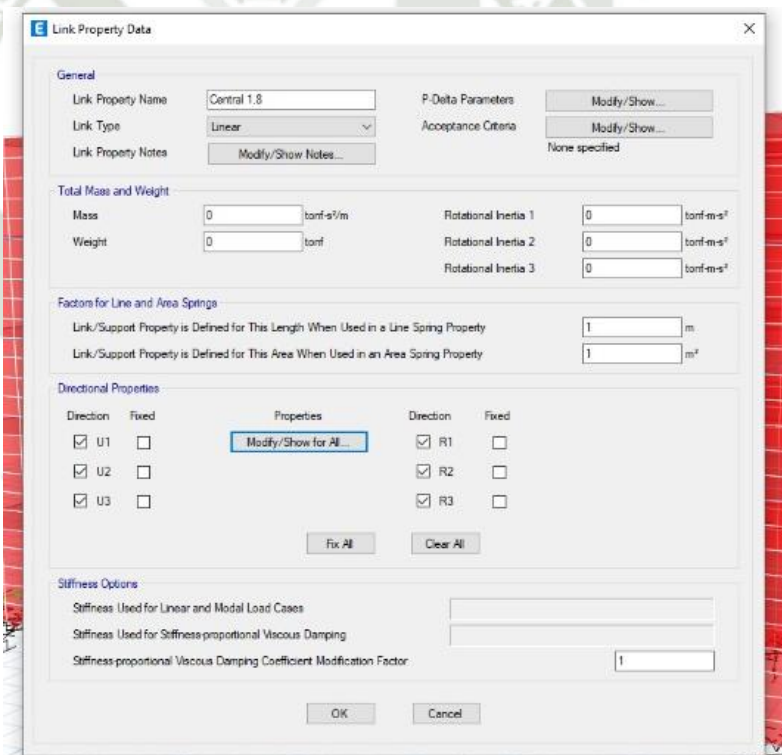 E Link Property Data
General
Link Property Name Central 1.8 P-Delta Parameters Modify/Show...
Link Type Linear Acceptance Criteria Modify/Show...
Link Property Notes Modify/Show Notes... None specified
Total Mass and Weight
Mass 0 tonf-s²/m Rotational Inertia 1 0 tonf-m-s²
Weight 0 tonf Rotational Inertia 2 0 tonf-m-s²
Rotational Inertia 3 0 tonf-m-s²
Factors for Line and Area Springs
Link/Support Property is Defined for This Length When Used in a Line Spring Property 1 m
Link/Support Property is Defined for This Area When Used in an Area Spring Property 1 m²
Directional Properties
Direction Fixed Properties Direction Fixed
U1 Modify/Show for All... R1
U2 R2
U3 R3
Fix All Clear All
Stiffness Options
Stiffness Used for Linear and Modal Load Cases
Stiffness Used for Stiffness-proportional Viscous Damping
Stiffness-proportional Viscous Damping Coefficient Modification Factor 1
OK Cancel